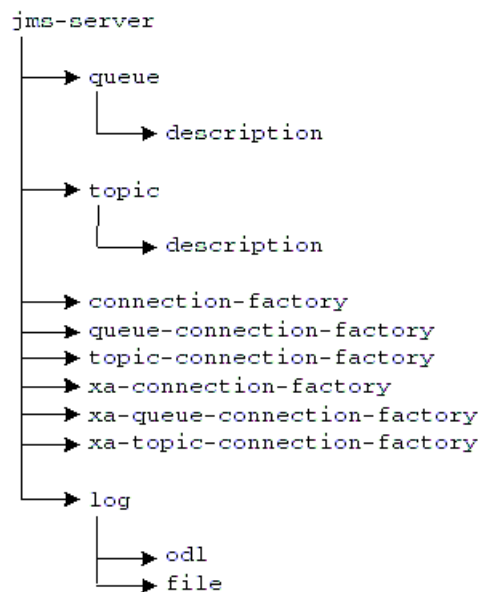 jms-server
queue
description
topic
description
connection-factory
queue-connection-factory
topic-connection-factory
xa-connection-factory
xa-queue-connection-factory
xa-topic-connection-factory
log
odl
file